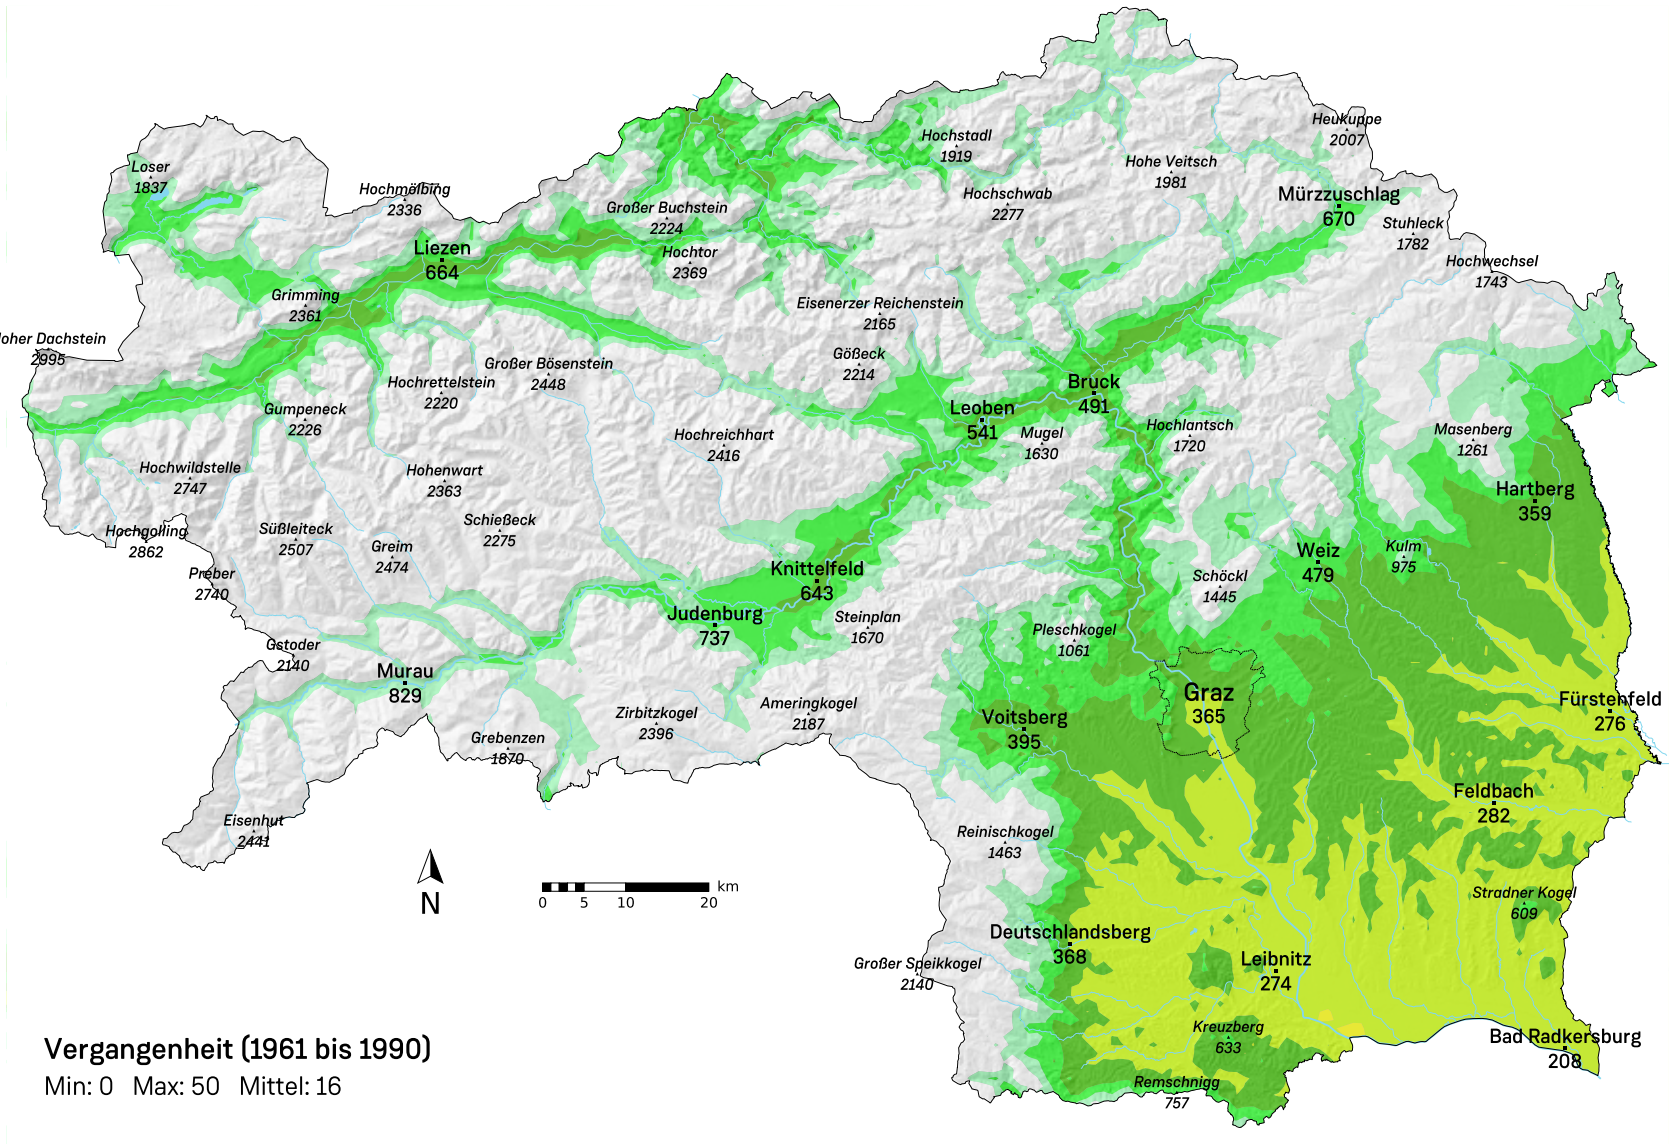 Heukuppe
2007
Hochstadl
1919
Hohe Veitsch
1981
Loser
1837
Hochmölbing
2336
Hochschwab
2277
Mürzzuschlag
670
Großer Buchstein
2224
Stuhleck
1782
Liezen
664
Hochtor
2369
Hochwechsel
1743
Grimming
2361
Eisenerzer Reichenstein
2165
oher Dachstein
2995
Gößeck
2214
Großer Bösenstein
2448
Hochrettelstein
2220
Bruck
491
Gumpeneck
2226
Leoben
541
Hochreichhart
2416
Mugel
1630
Hochlantsch
1720
Masenberg
1261
Hochwildstelle
2747
Hohenwart
2363
Hartberg
359
Hochgolling
2862
Süßleiteck
2507
Schießeck
2275
Greim
2474
Preber
2740
Knittelfeld
643
Weiz
479
Kulm
975
Schöckl
1445
Judenburg
737
Steinplan
1670
Pleschkogel
1061
Gstoder
2140
Murau
829
Graz
365
Fürstenfeld
276
Zirbitzkogel
2396
Ameringkogel
2187
Voitsberg
395
Grebenzen
1870
Feldbach
282
Eisenhut
2441
Reinischkogel
1463
N
km
0 5 10 20
Stradner Kogel
609
Deutschlandsberg
368
Großer Speikkogel
2140
Leibnitz
274
Kreuzberg
633
Bad Radkersburg
208
Remschnigg
757
Vergangenheit (1961 bis 1990)
Min: 0 Max: 50 Mittel: 16